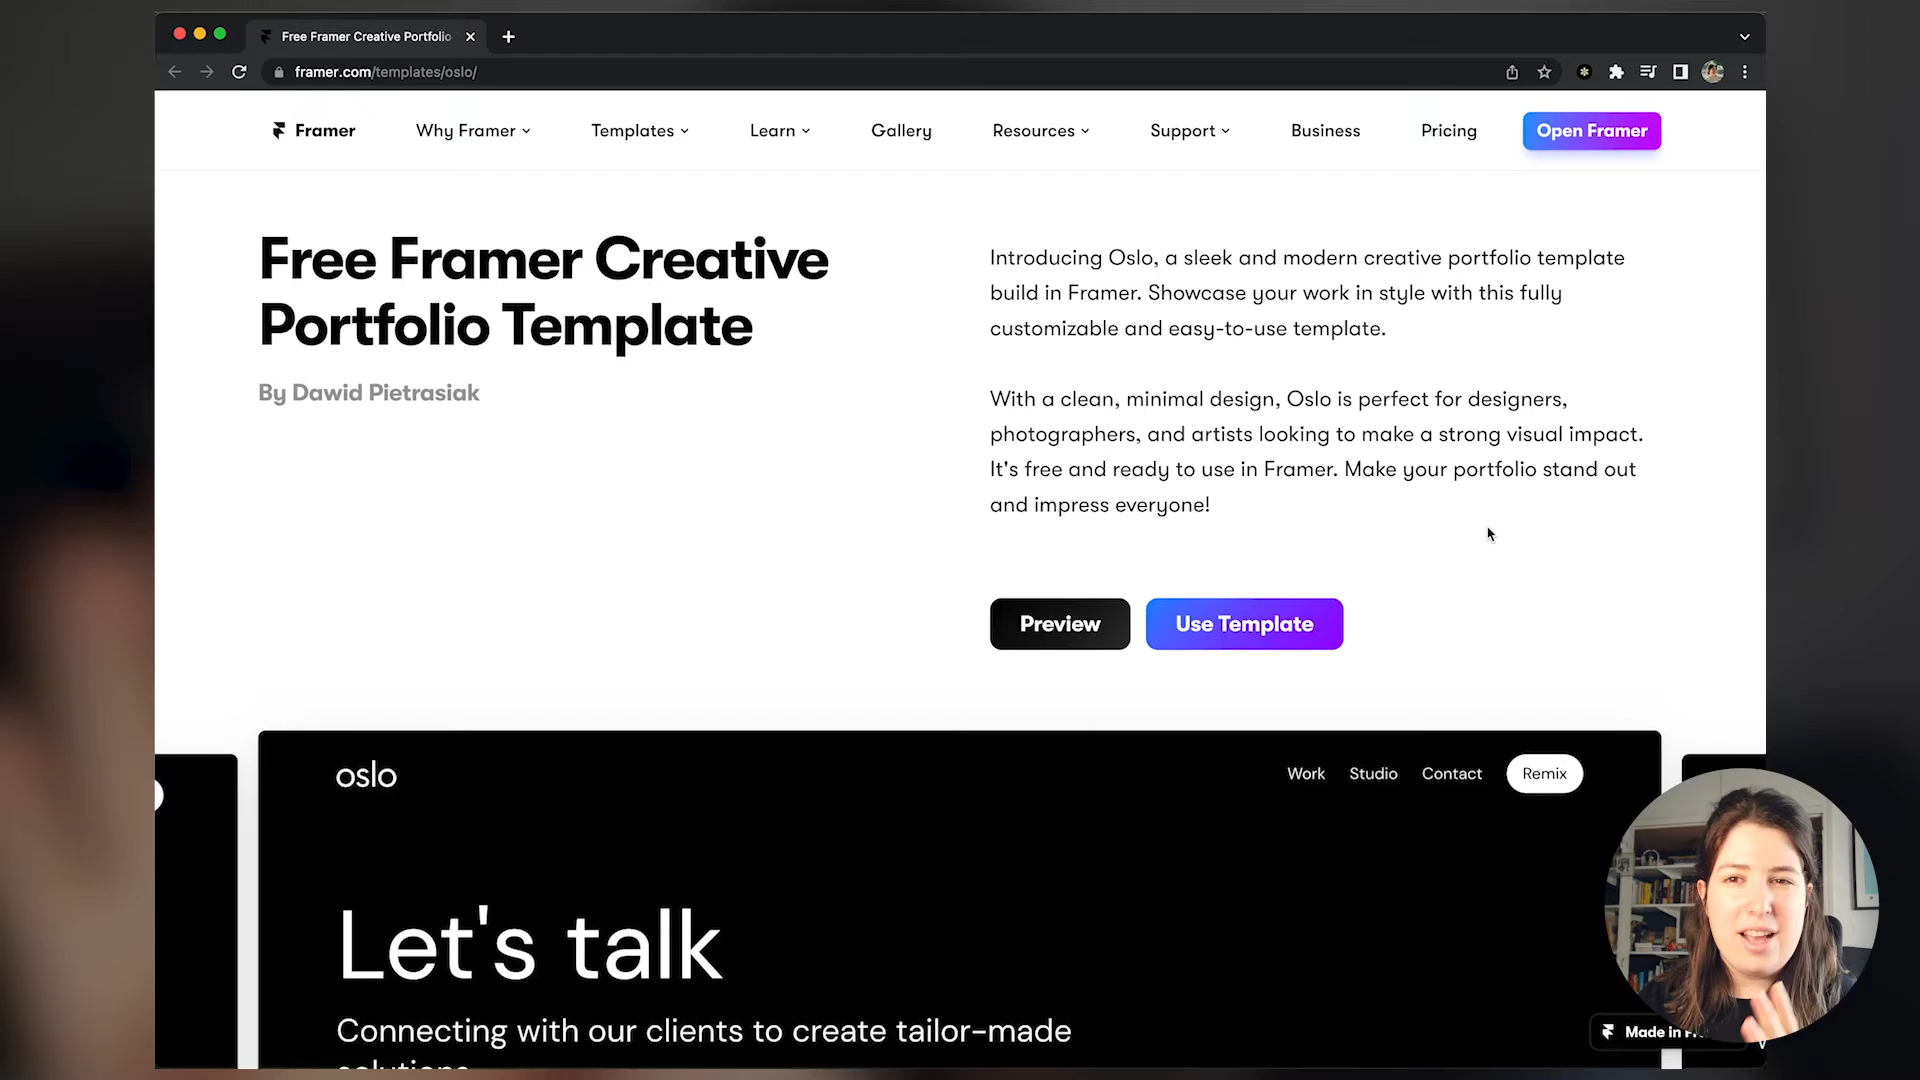 Free Framer Creative Portfolio
framer.com/templates/oslo/
Framer
Why Framer
Templates
Learn
Gallery
Resources
Support
Business
Pricing
Open Framer
Free Framer Creative
Portfolio Template
By Dawid Pietrasiak
Introducing Oslo, a sleek and modern creative portfolio template
build in Framer. Showcase your work in style with this fully
customizable and easy-to-use template.
With a clean, minimal design, Oslo is perfect for designers,
photographers, and artists looking to make a strong visual impact.
It's free and ready to use in Framer. Make your portfolio stand out
and impress everyone!
Preview
Use Template
oslo
Work
Studio
Contact
Remix
Let's talk
Connecting with our clients to create tailor-made
solutions
Made in